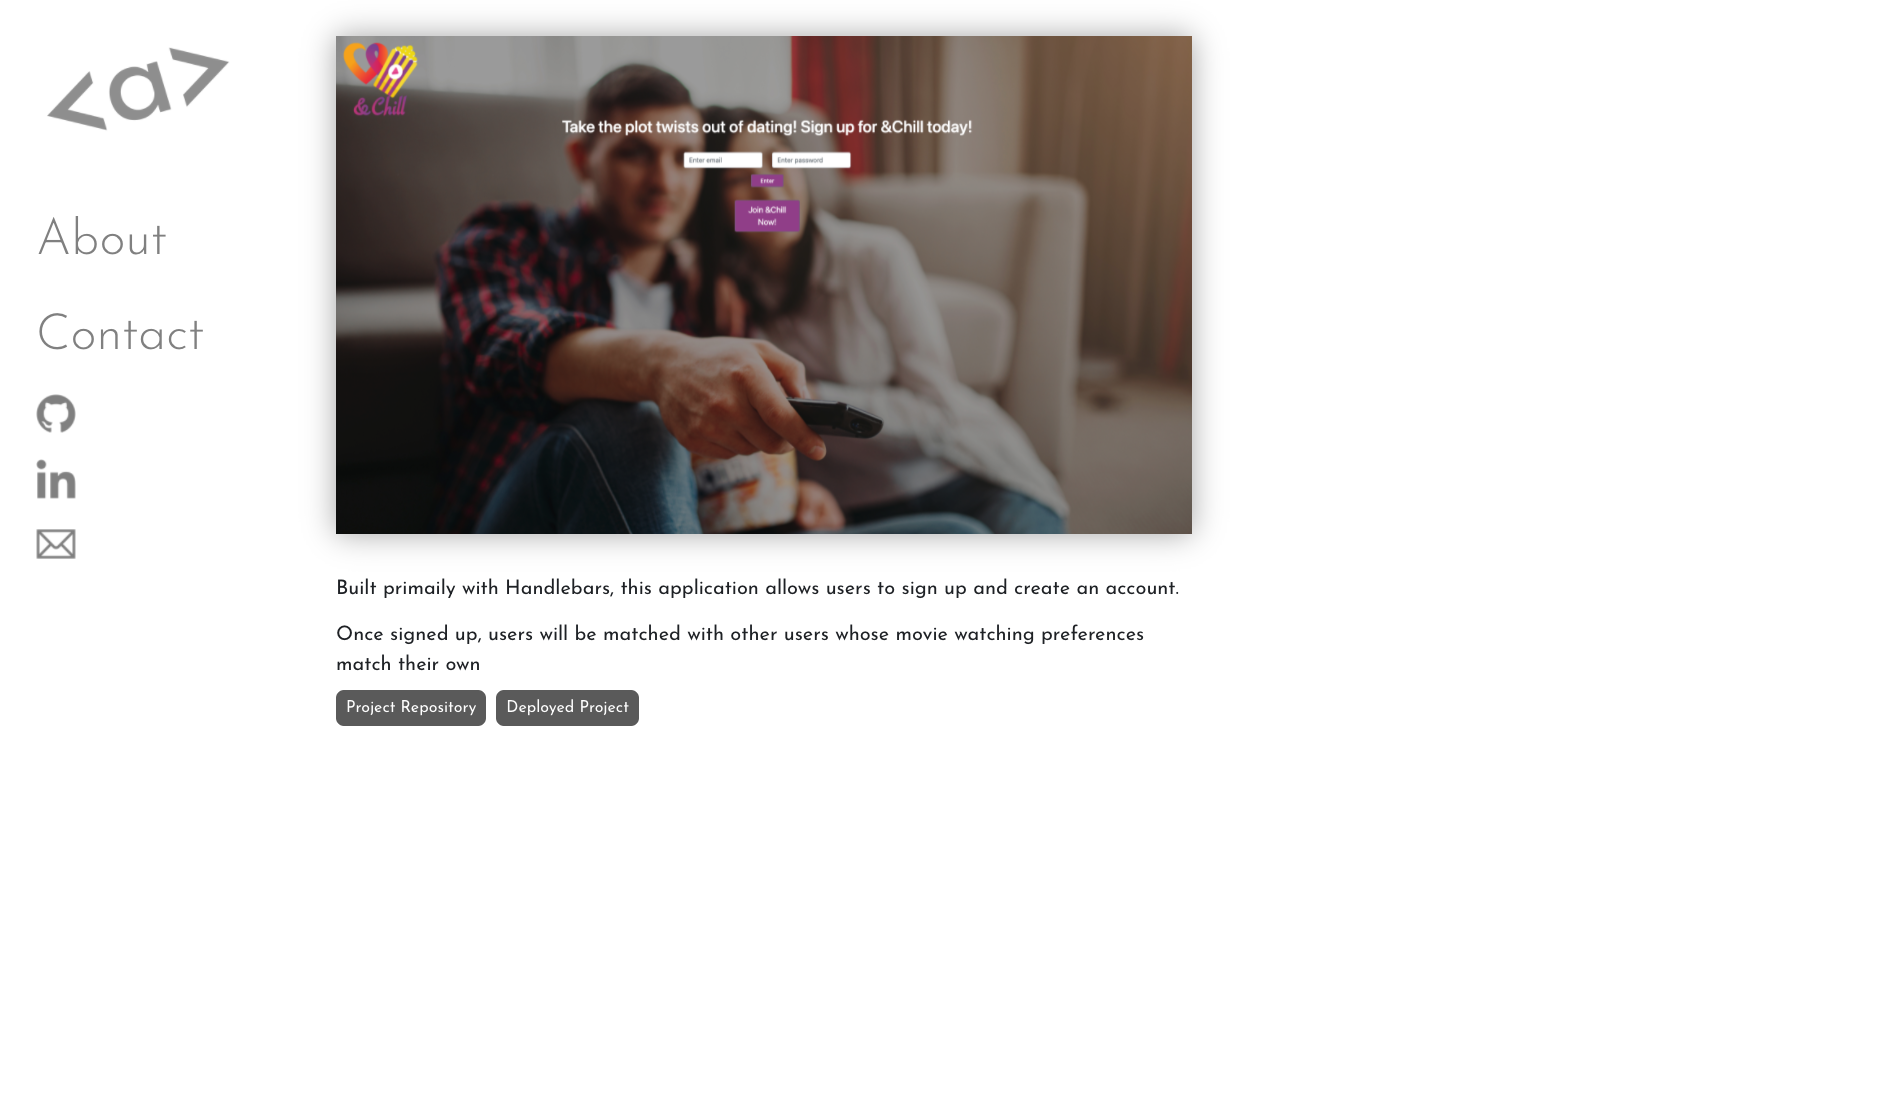 <a>
About
Contact
in
& Chill
Take the plot twists out of dating! Sign up for &Chill today!
Enter email
Enter password
Enter
Join &Chill
Now!
Built primaily with Handlebars, this application allows users to sign up and create an account.
Once signed up, users will be matched with other users whose movie watching preferences
match their own
Project Repository
Deployed Project